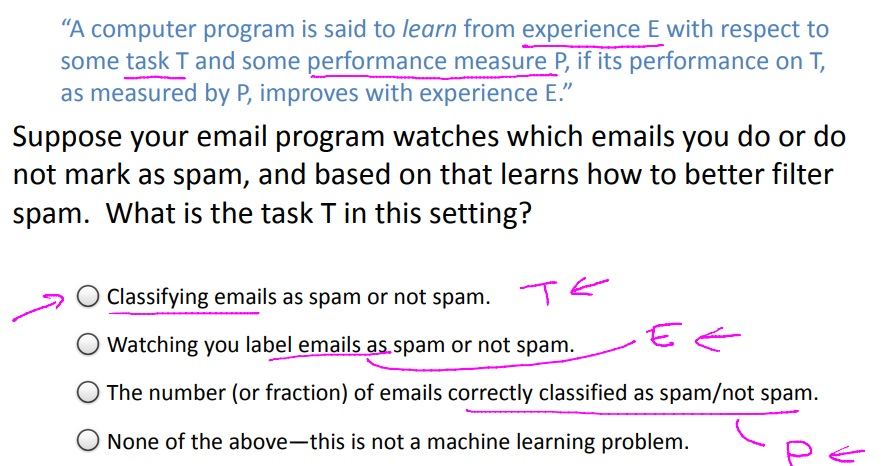 “A computer program is said to learn from experience E with respect to
some task T and some performance measure P, if its performance on T,
as measured by P, improves with experience E.”
Suppose your email program watches which emails you do or do
not mark as spam, and based on that learns how to better filter
spam.  What is the task T in this setting?
Classifying emails as spam or not spam. T
Watching you label emails as spam or not spam. E
The number (or fraction) of emails correctly classified as spam/not spam.
None of the above—this is not a machine learning problem. P